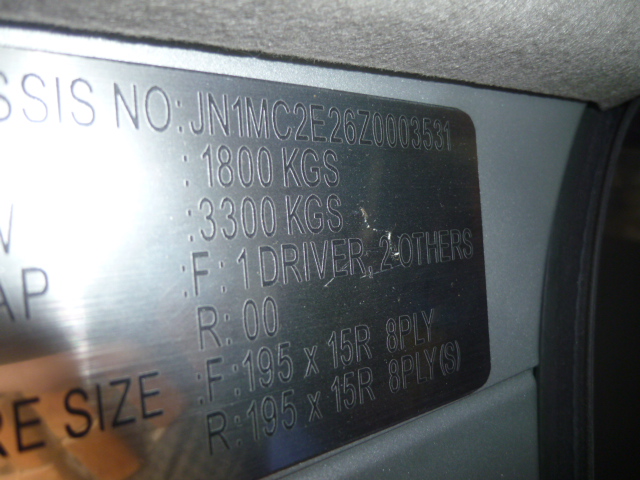 SSIS NO:JN1MC2E26Z0003531
:1800 KGS
W :3300 KGS
AP :F:1 DRIVER, 2 OTHERS
R:00
RE SIZE :F:195 x 15R 8PLY
R:195 x 15R 8PLY(S)